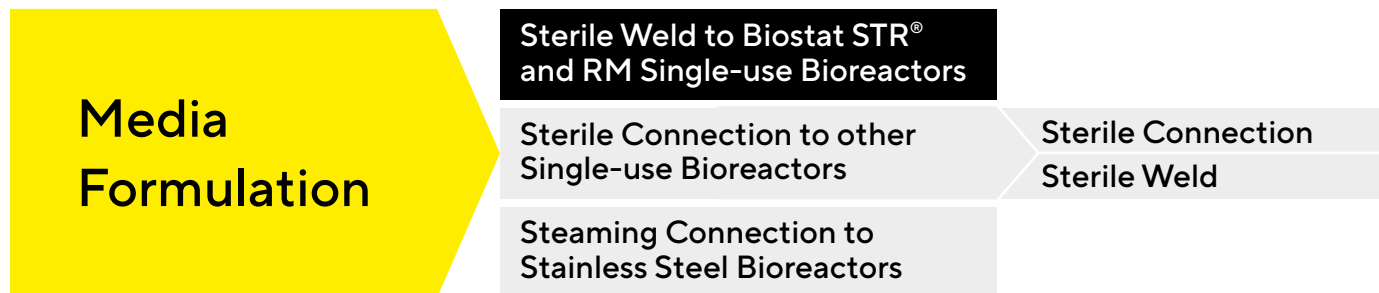 Media
Formulation
Sterile Weld to Biostat STR®
and RM Single-use Bioreactors
Sterile Connection to other
Single-use Bioreactors
Sterile Connection
Sterile Weld
Steaming Connection to
Stainless Steel Bioreactors